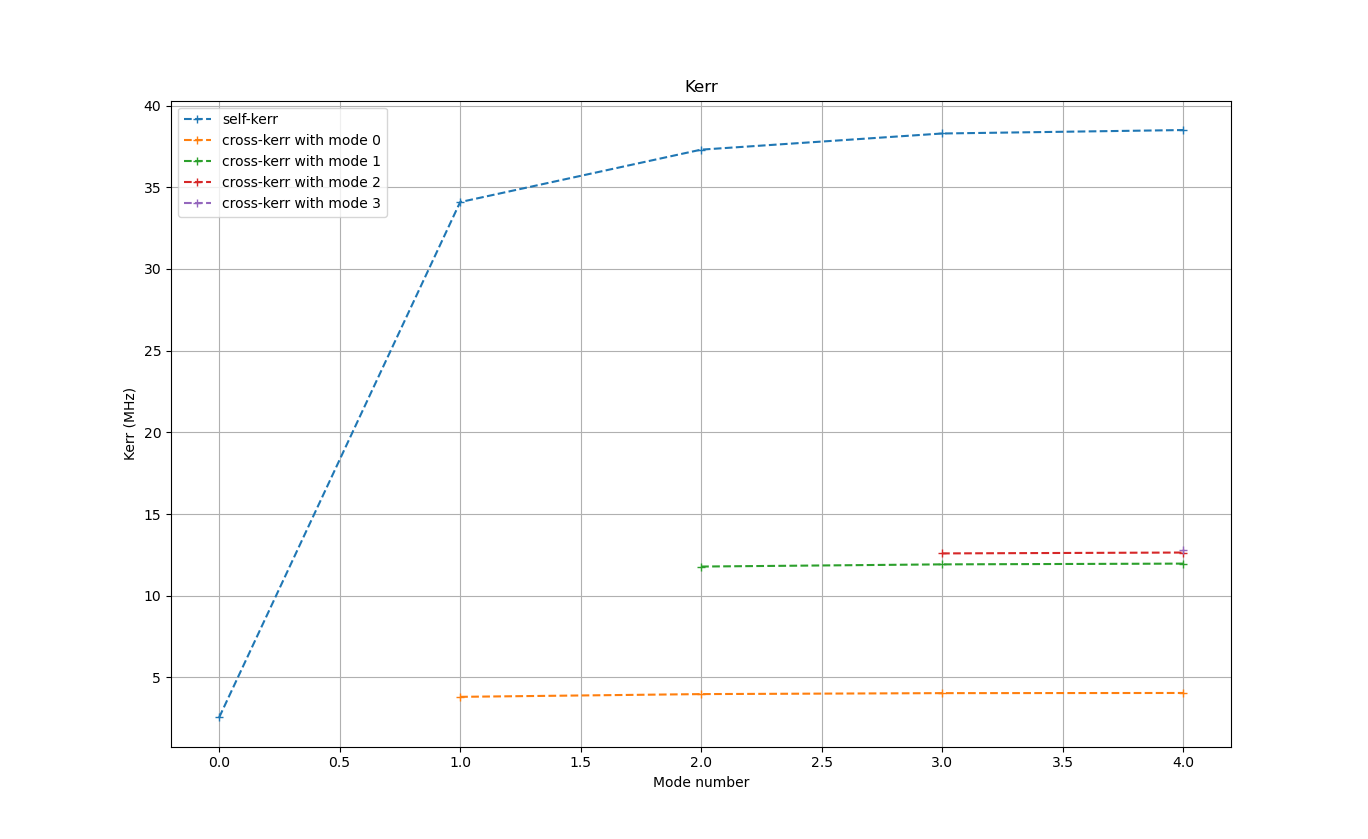 Kerr
40
35
30
25
20
15
10
5
Kerr (MHz)
self-kerr
cross-kerr with mode 0
cross-kerr with mode 1
cross-kerr with mode 2
cross-kerr with mode 3
0.0 0.5 1.0 1.5 2.0 2.5 3.0 3.5 4.0
Mode number